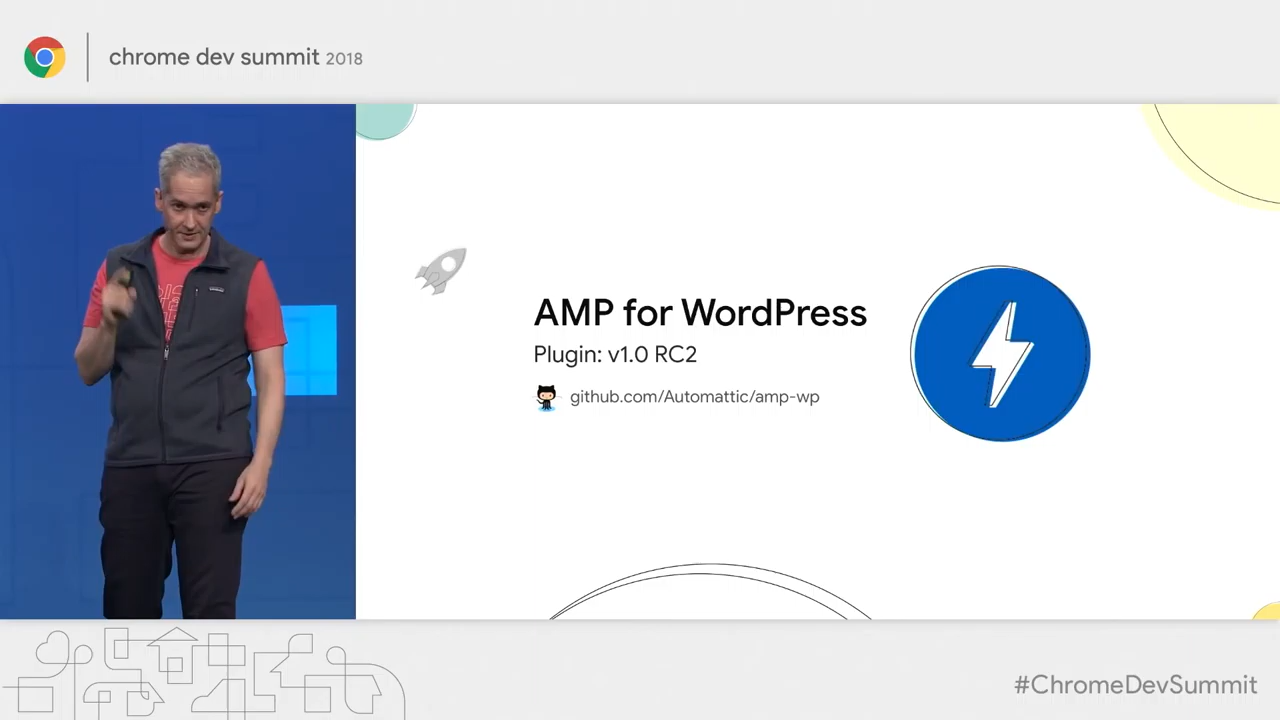 chrome dev summit 2018
AMP for WordPress
Plugin: v1.0 RC2
github.com/Automattic/amp-wp
#ChromeDevSummit